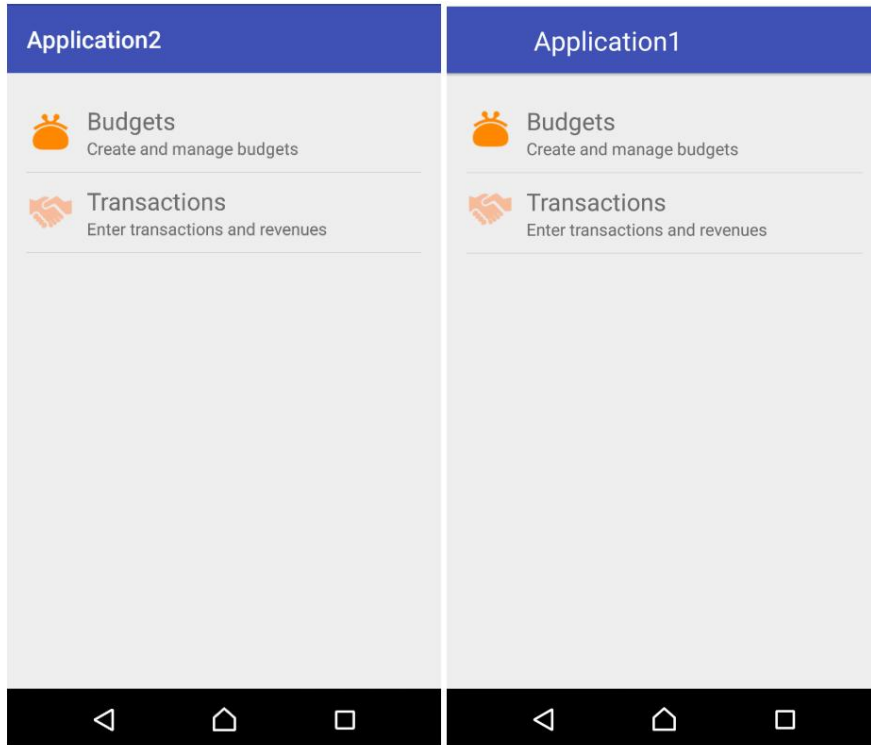 Application2
Budgets
Create and manage budgets
Transactions
Enter transactions and revenues
Application1
Budgets
Create and manage budgets
Transactions
Enter transactions and revenues